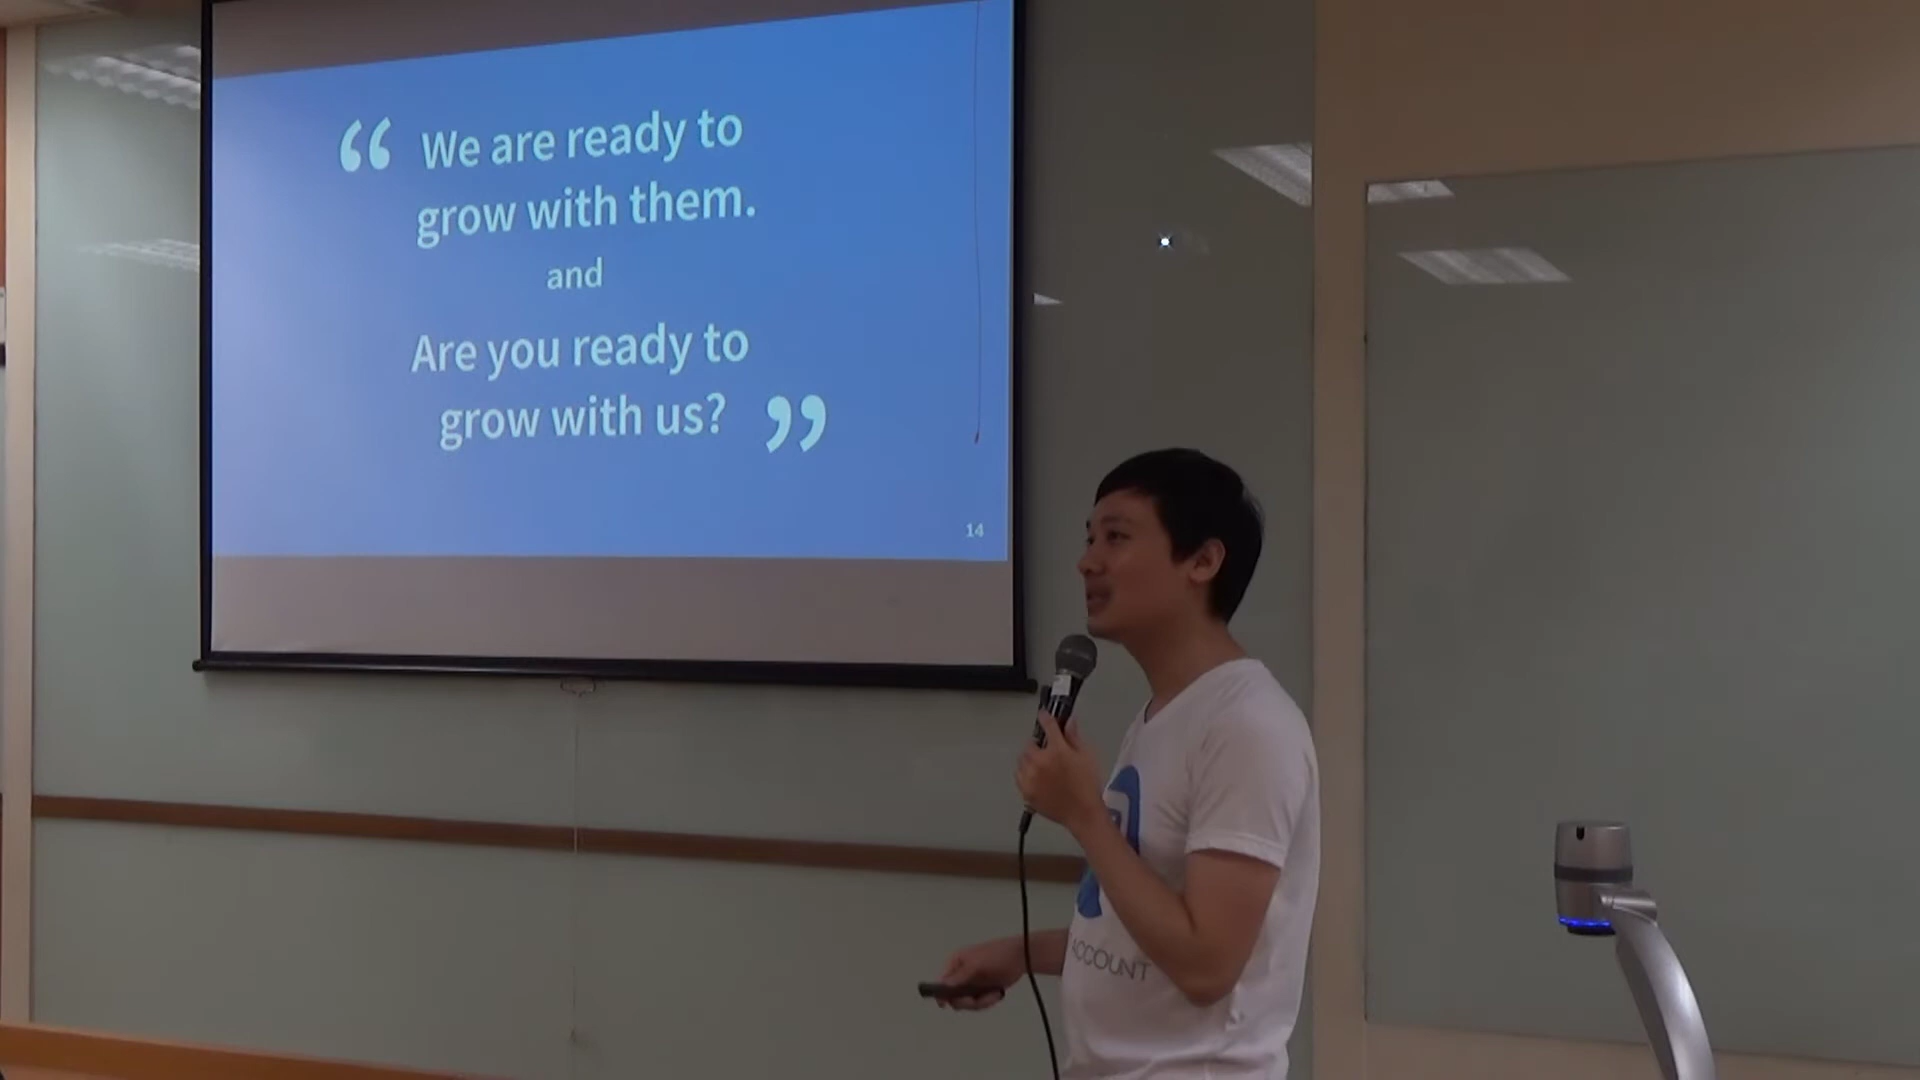 “ We are ready to
grow with them.
and
Are you ready to
grow with us? ”
14
ACCOUNT